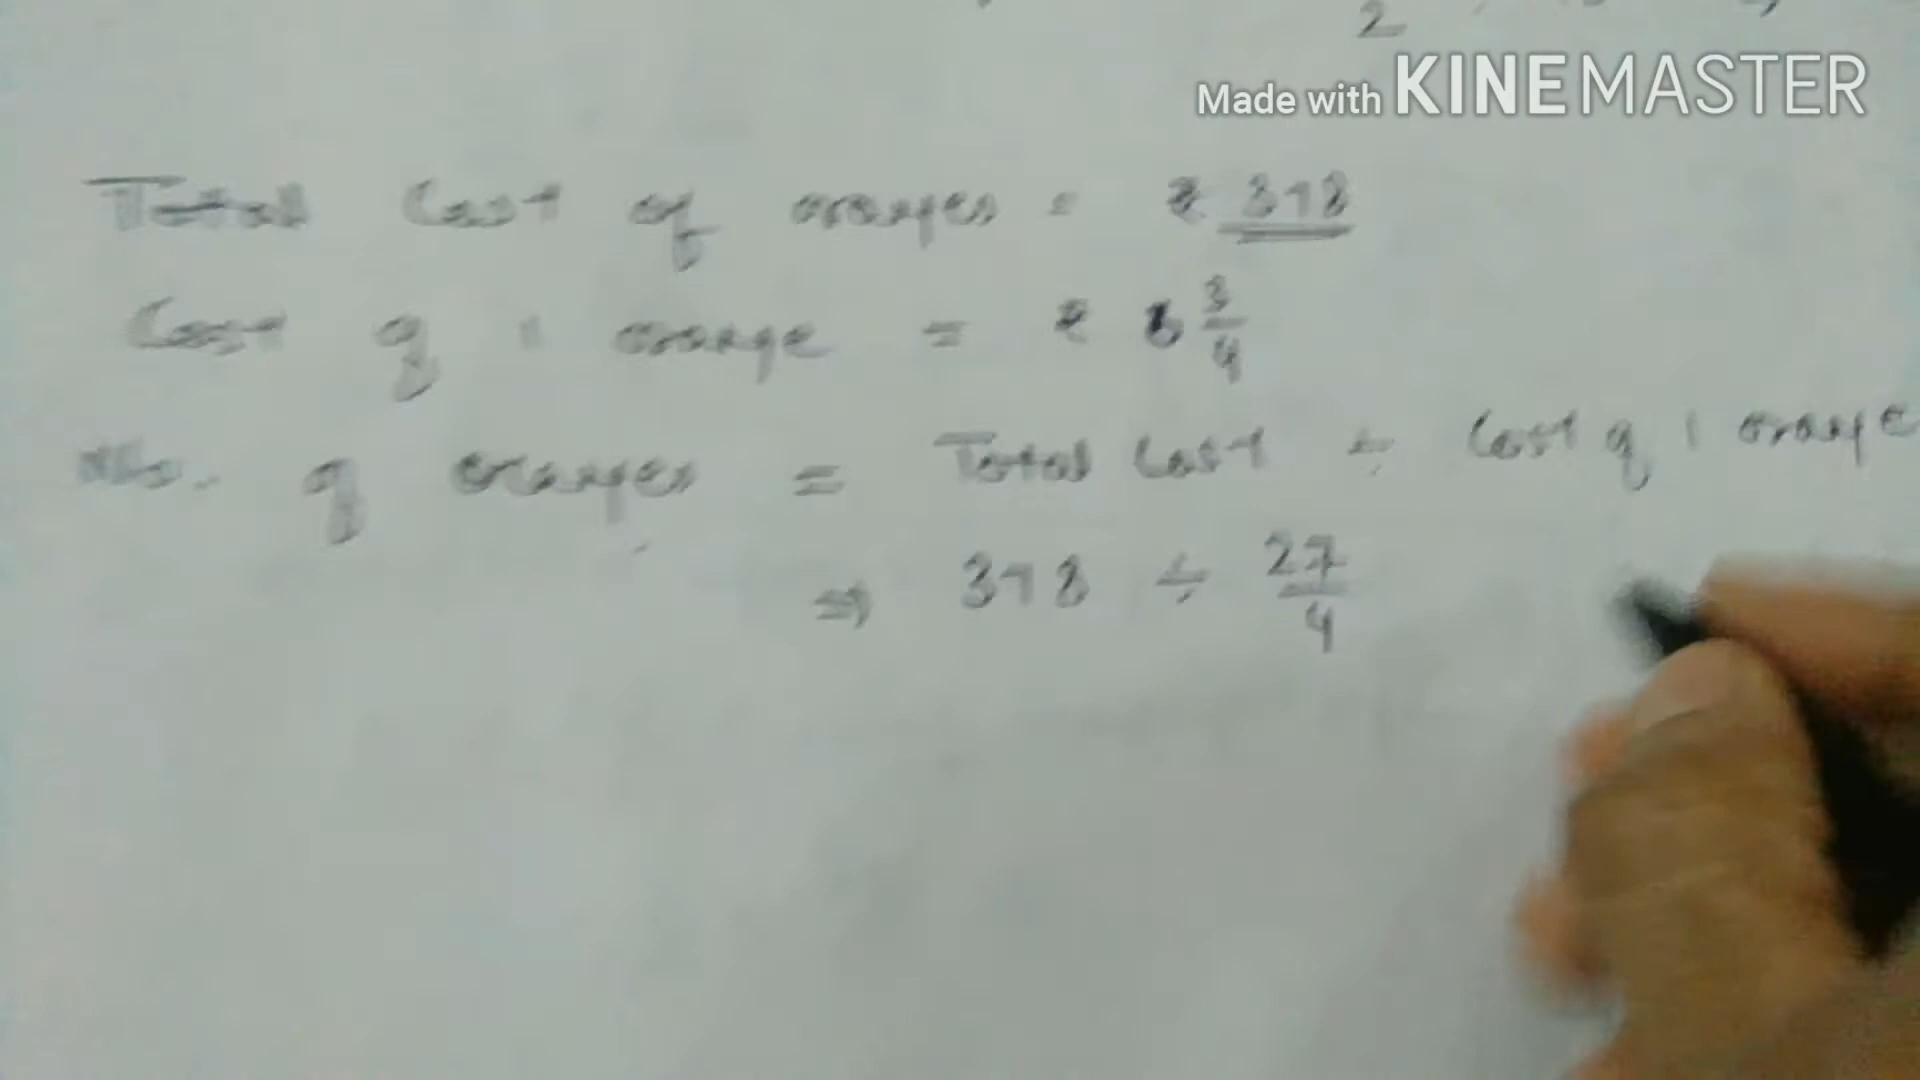 2
Made with KINEMASTER
Total Cost of oranges = ₹ 378
Cost of 1 orange = ₹ 6 3/4
No. of oranges = Total Cost ÷ Cost of 1 orange
⇒ 378 ÷ 27/4